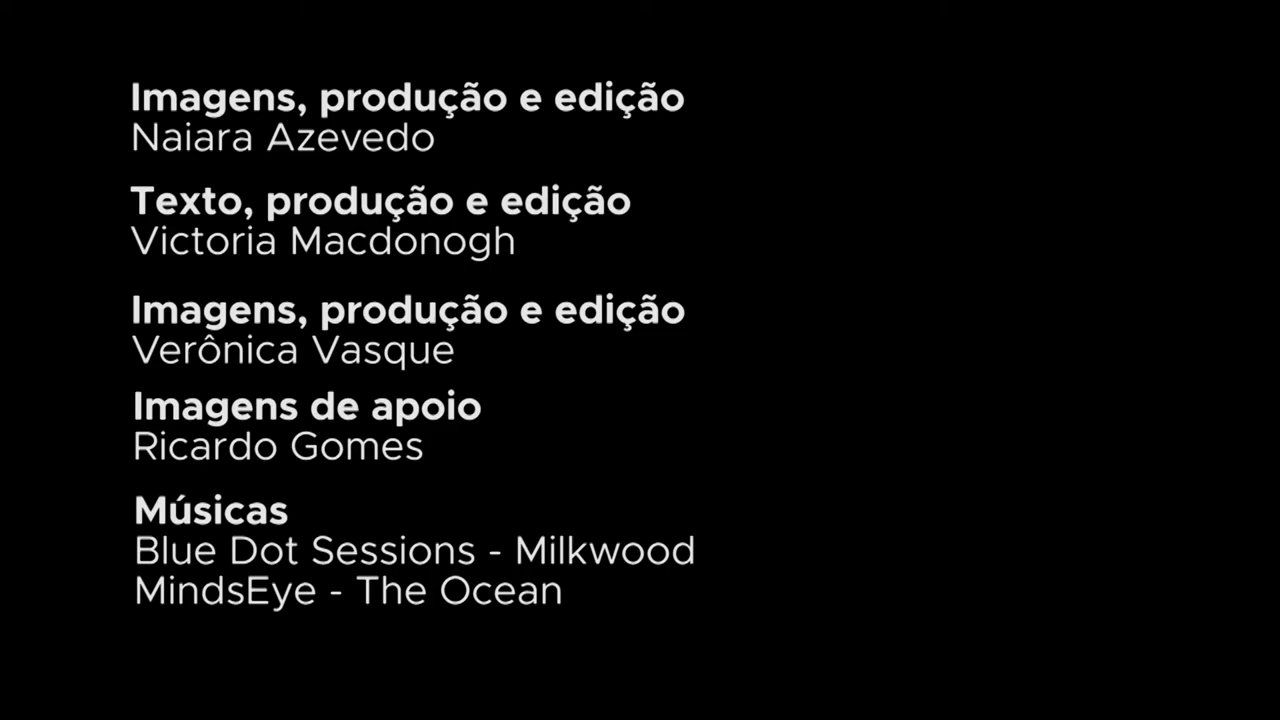 Imagens, produção e edição
Naiara Azevedo
Texto, produção e edição
Victoria Macdonogh
Imagens, produção e edição
Verônica Vasque
Imagens de apoio
Ricardo Gomes
Músicas
Blue Dot Sessions - Milkwood
MindsEye - The Ocean